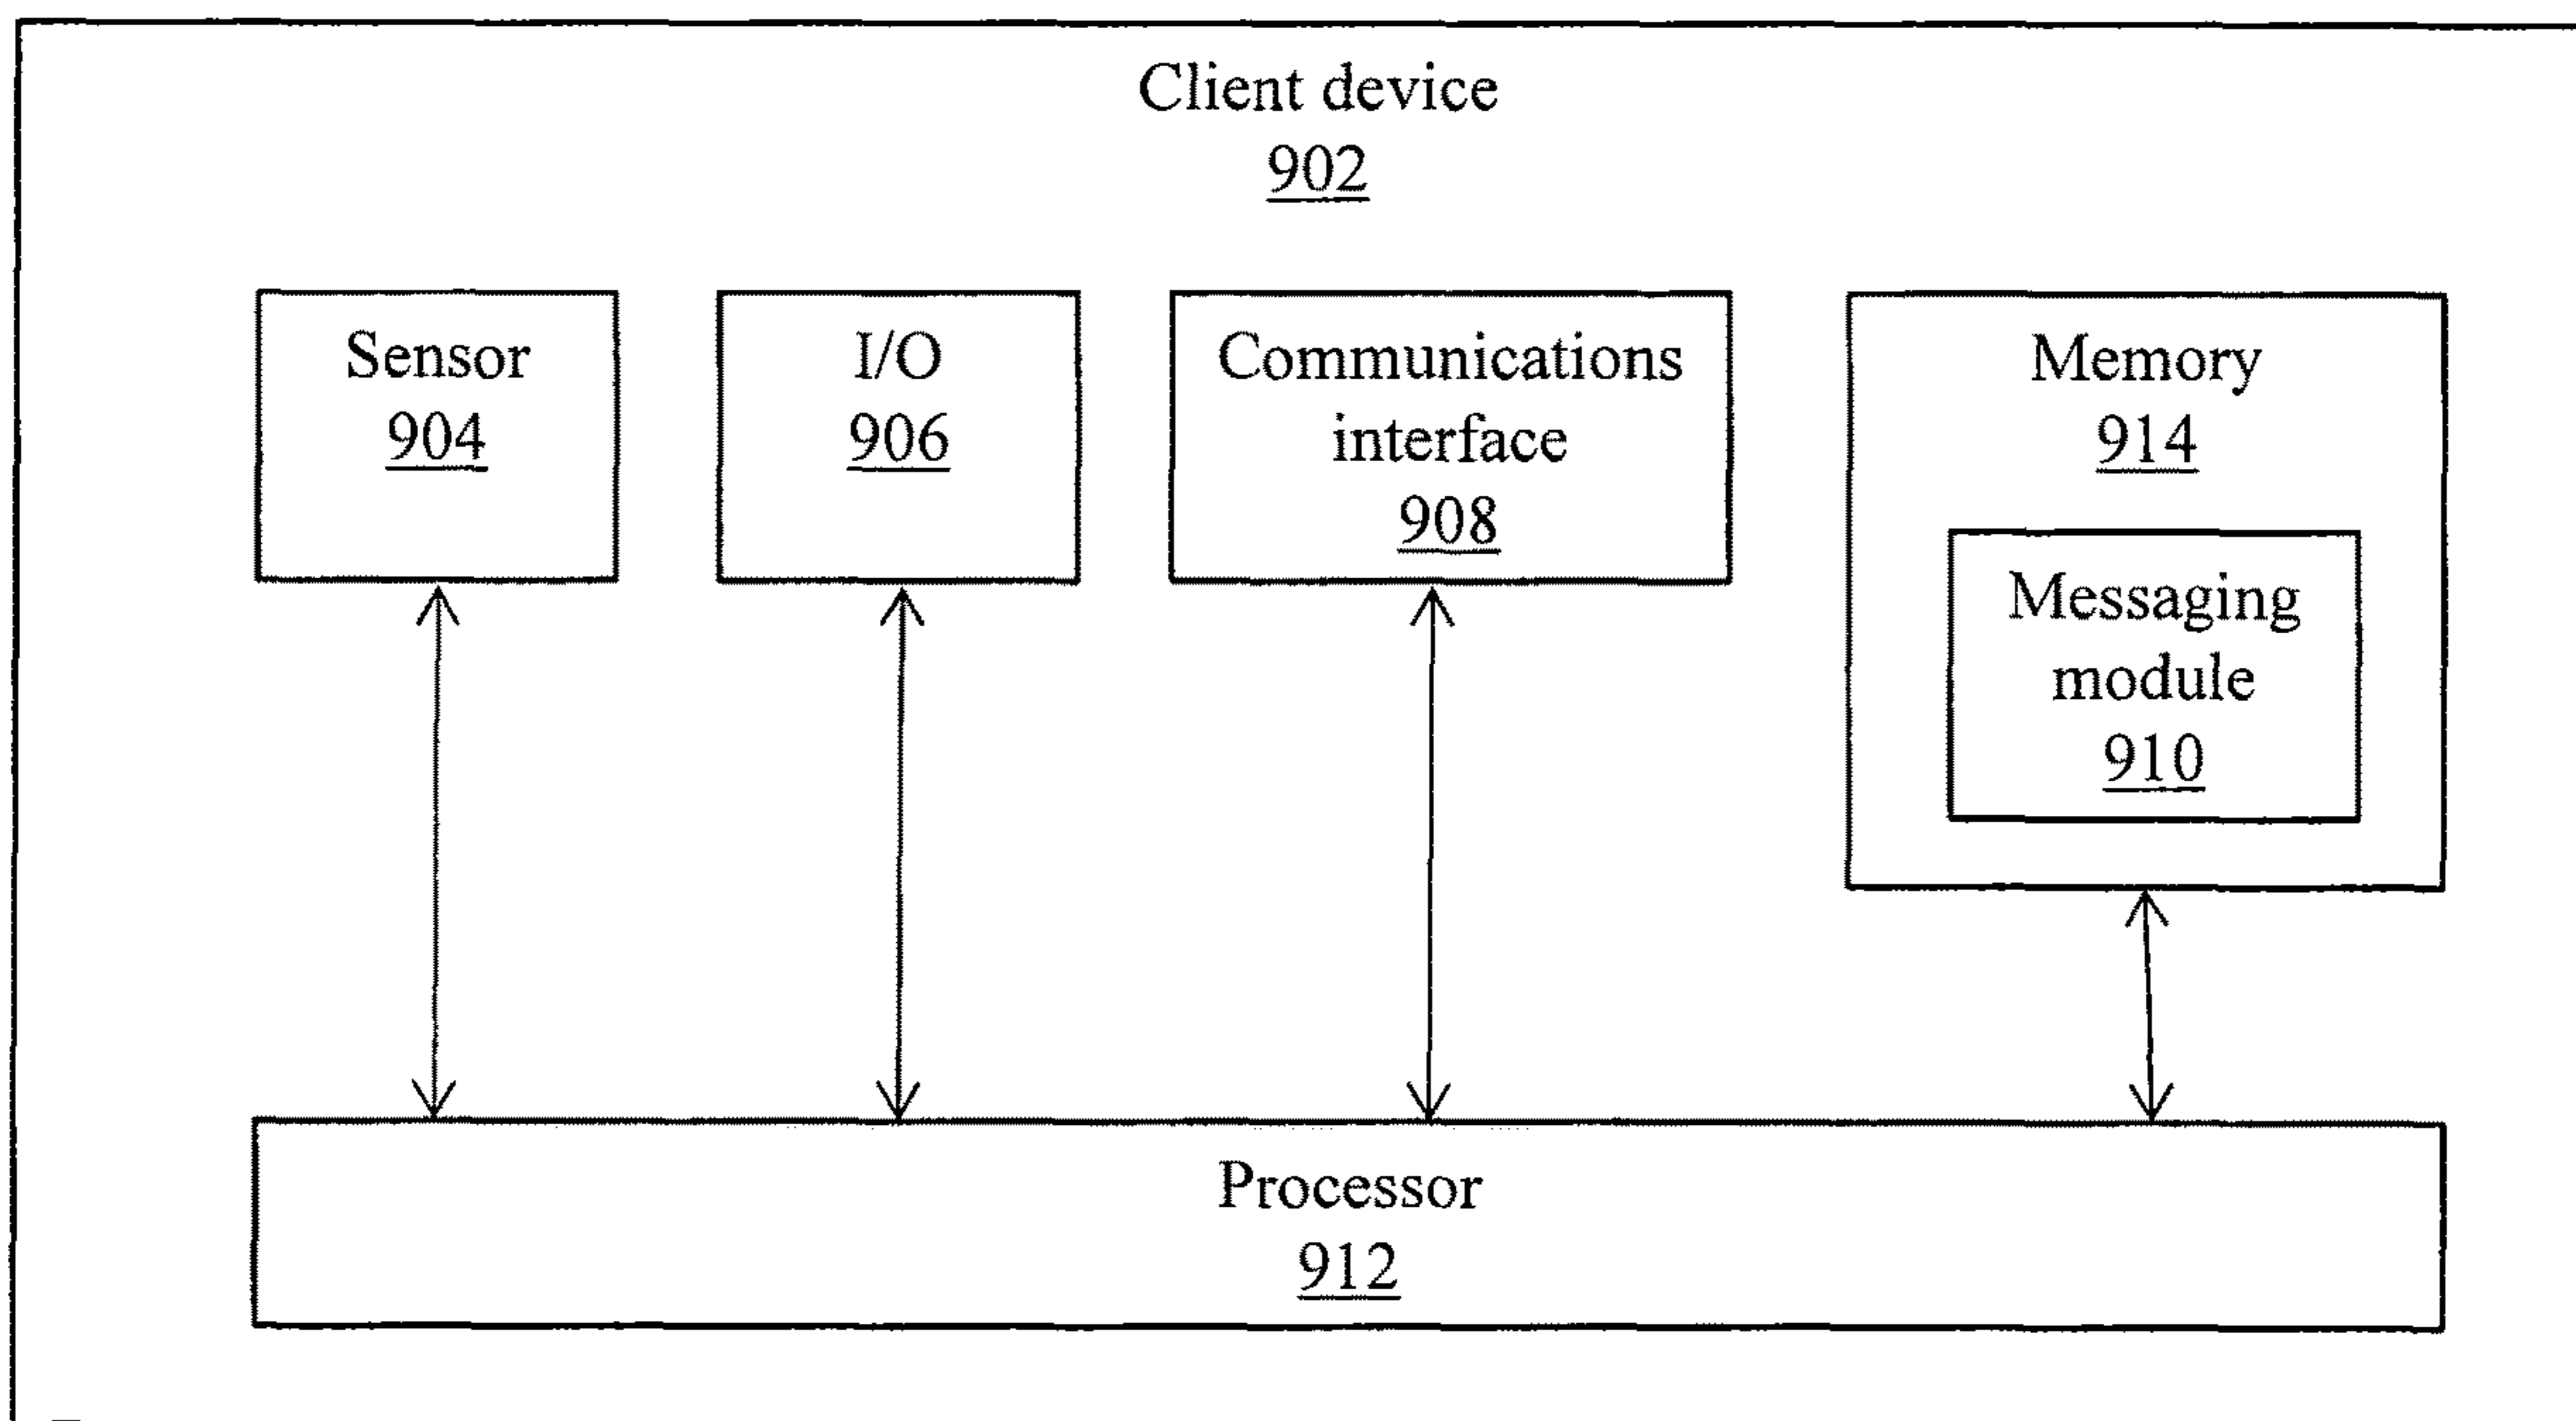 Client device
902
Sensor
904
I/O
906
Communications
interface
908
Memory
914
Messaging
module
910
Processor
912